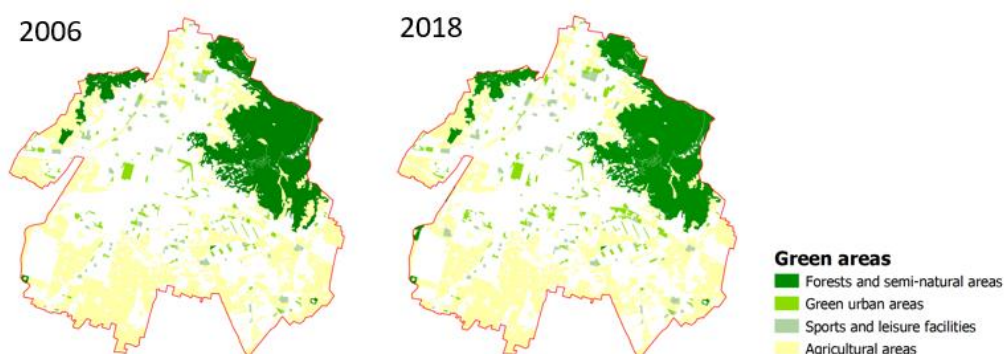 2006
2018
Green areas
Forests and semi-natural areas
Green urban areas
Sports and leisure facilities
Agricultural areas